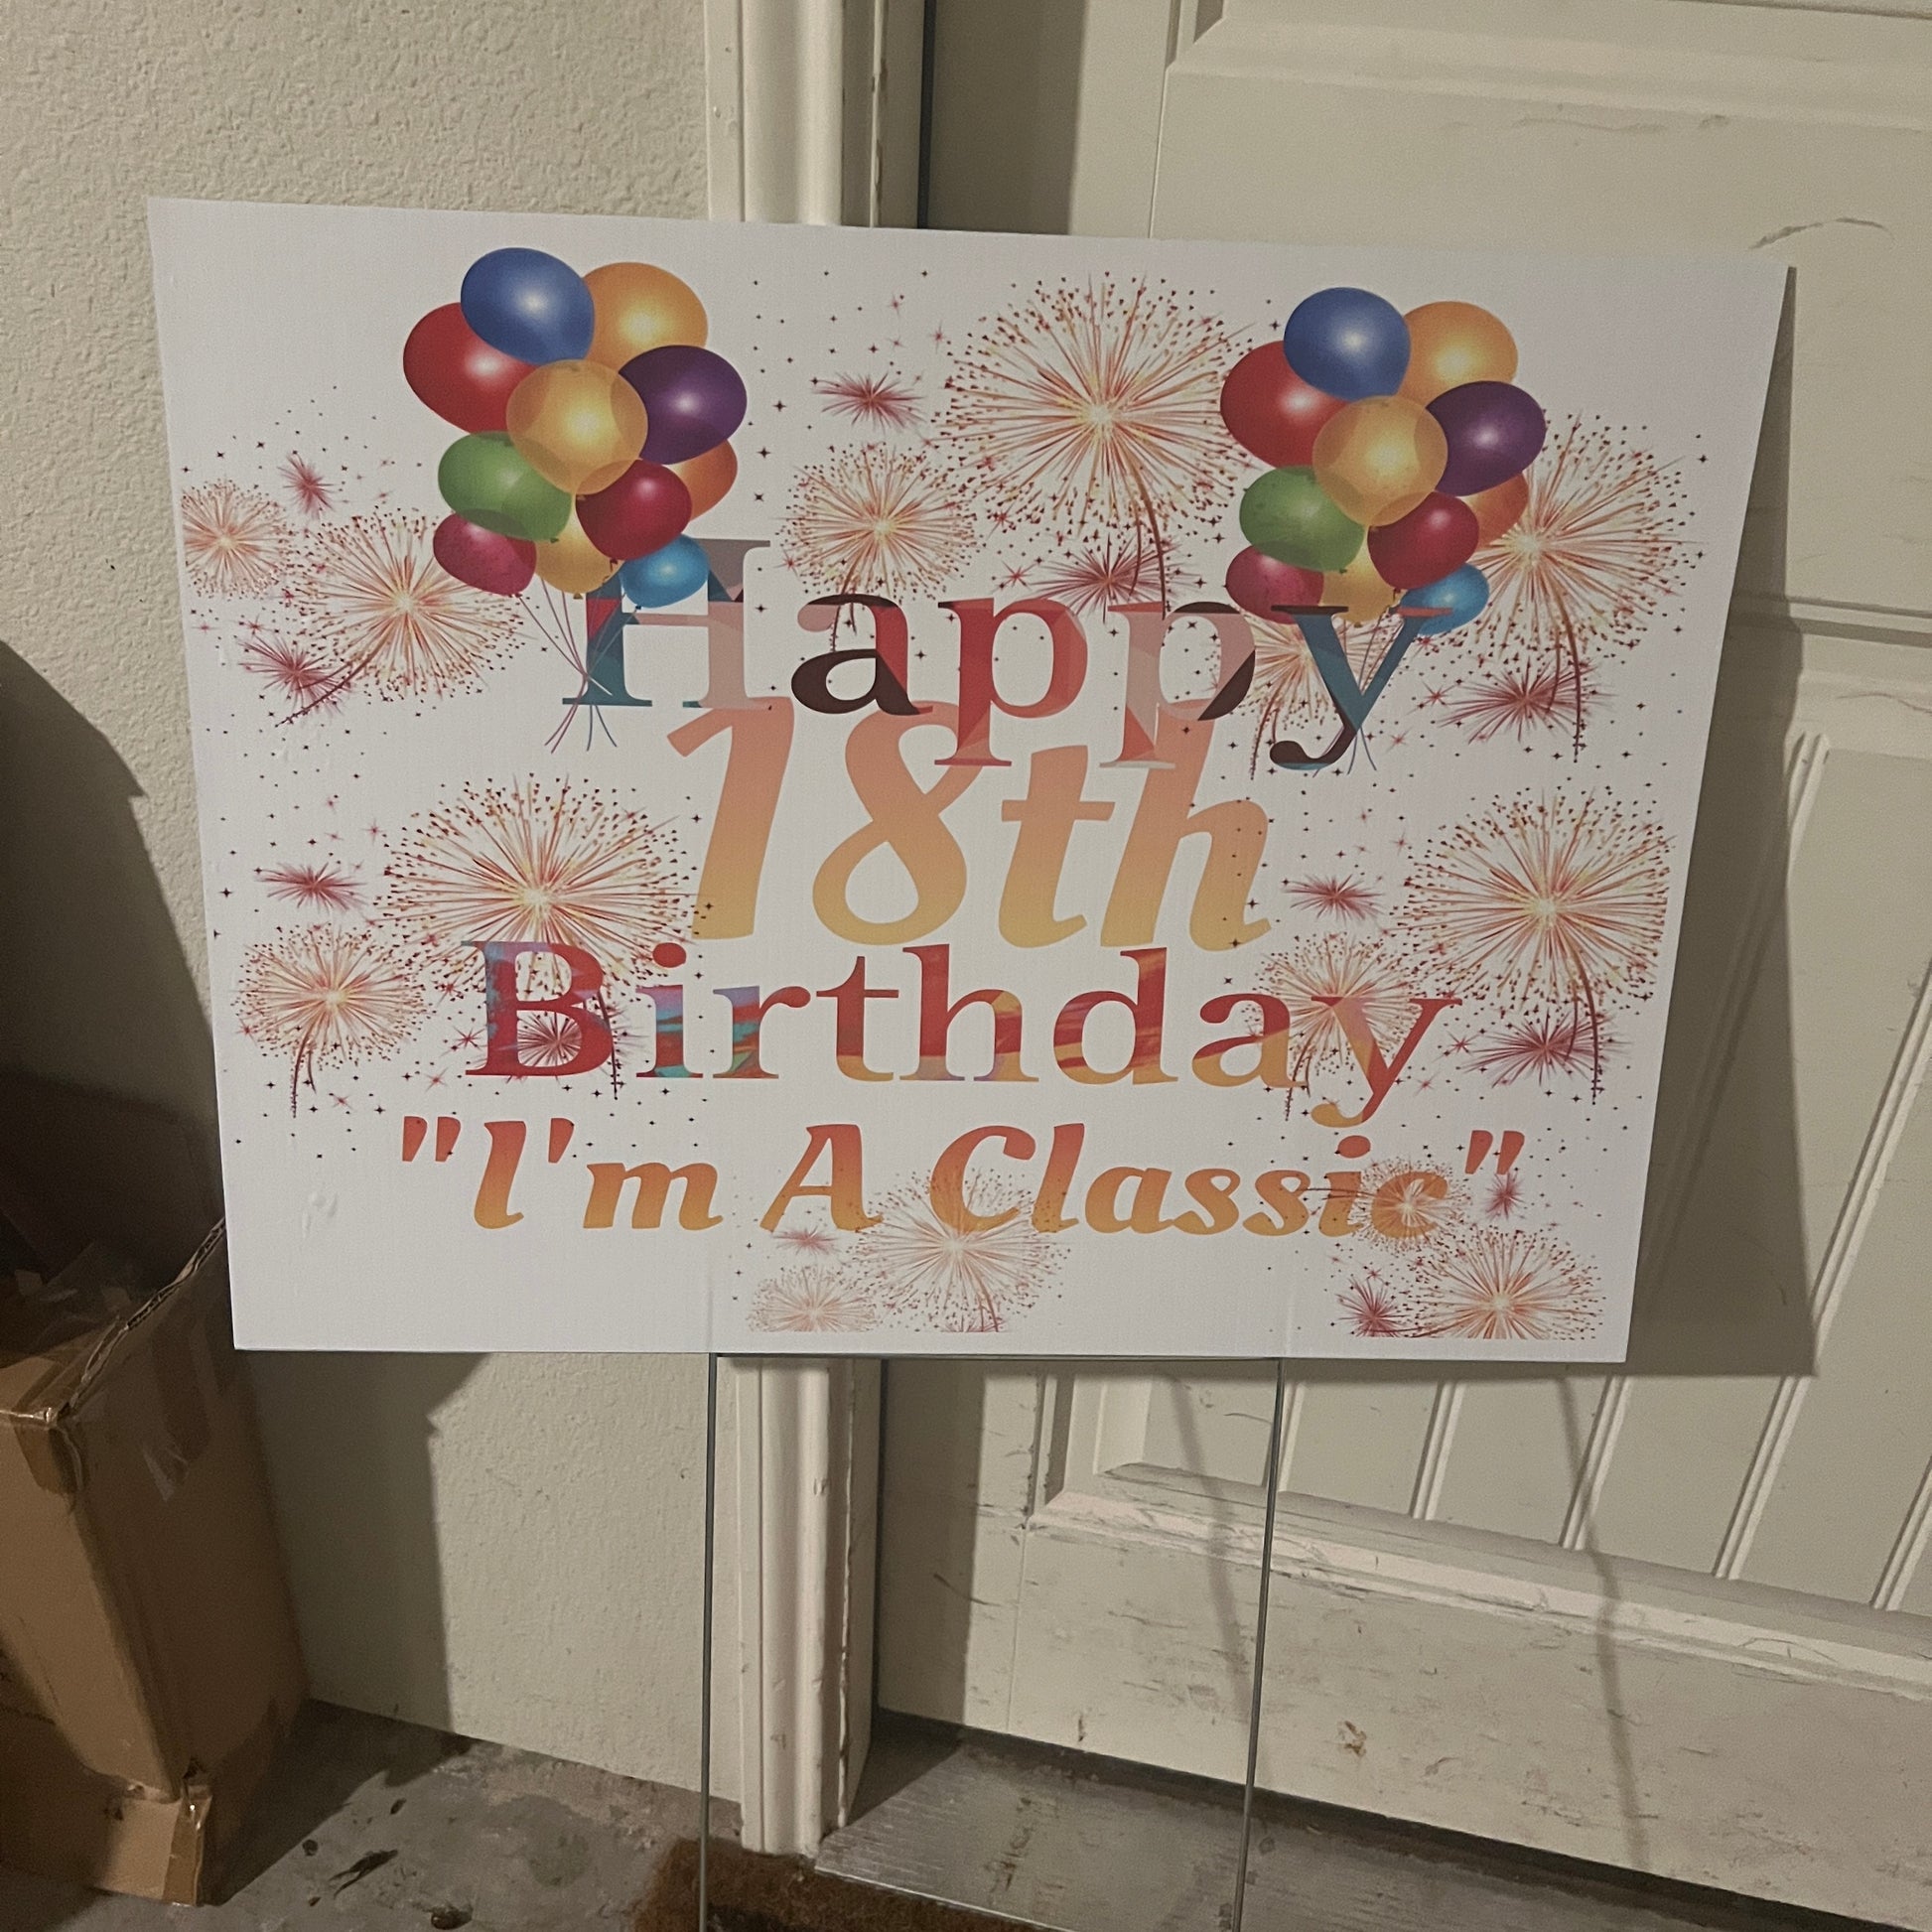 Happy
18th
Birthday
"I'm A Classic"